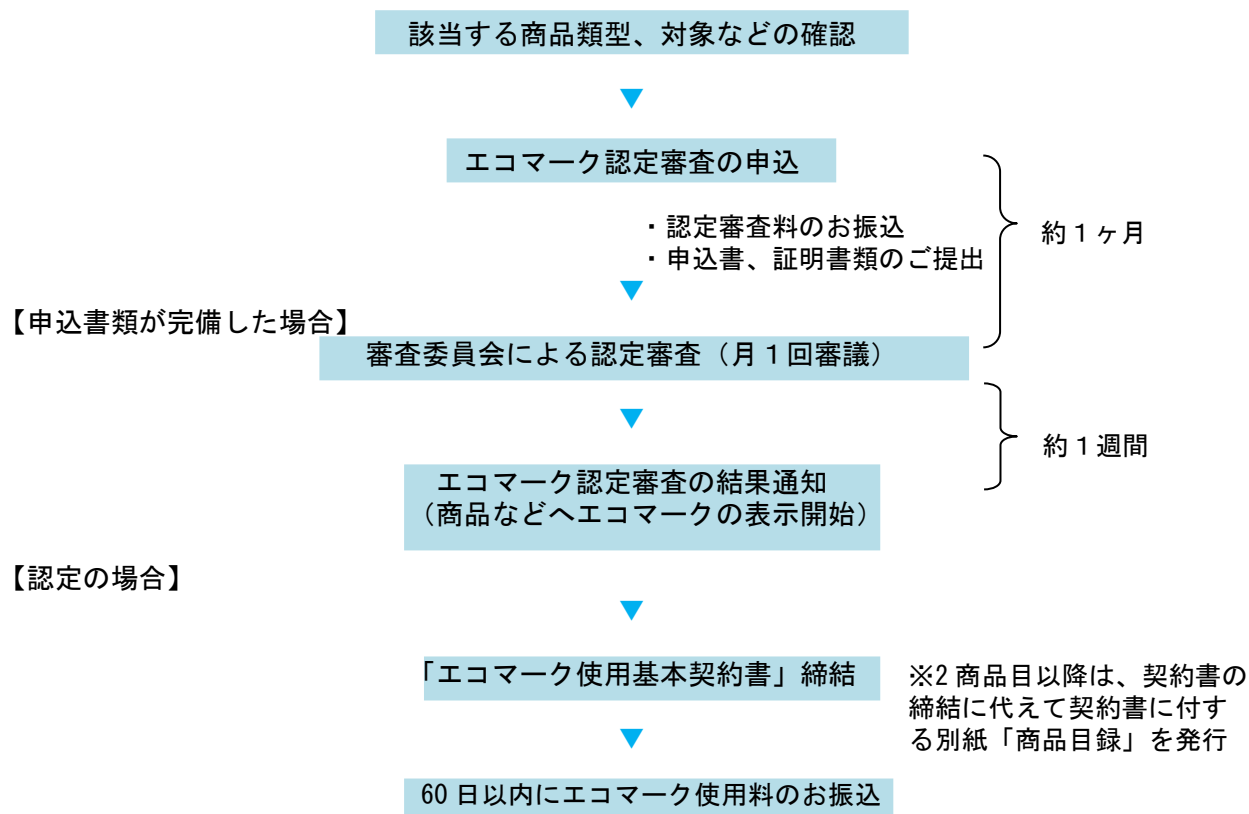 該当する商品類型、対象などの確認
▼
エコマーク認定審査の申込
・認定審査料のお振込
・申込書、証明書類のご提出
約1ヶ月
▼
【申込書類が完備した場合】
審査委員会による認定審査（月１回審議）
▼
約１週間
エコマーク認定審査の結果通知
（商品などへエコマークの表示開始）
【認定の場合】
▼
「エコマーク使用基本契約書」締結
※2 商品目以降は、契約書の
締結に代えて契約書に付す
る別紙「商品目録」を発行
▼
60 日以内にエコマーク使用料のお振込